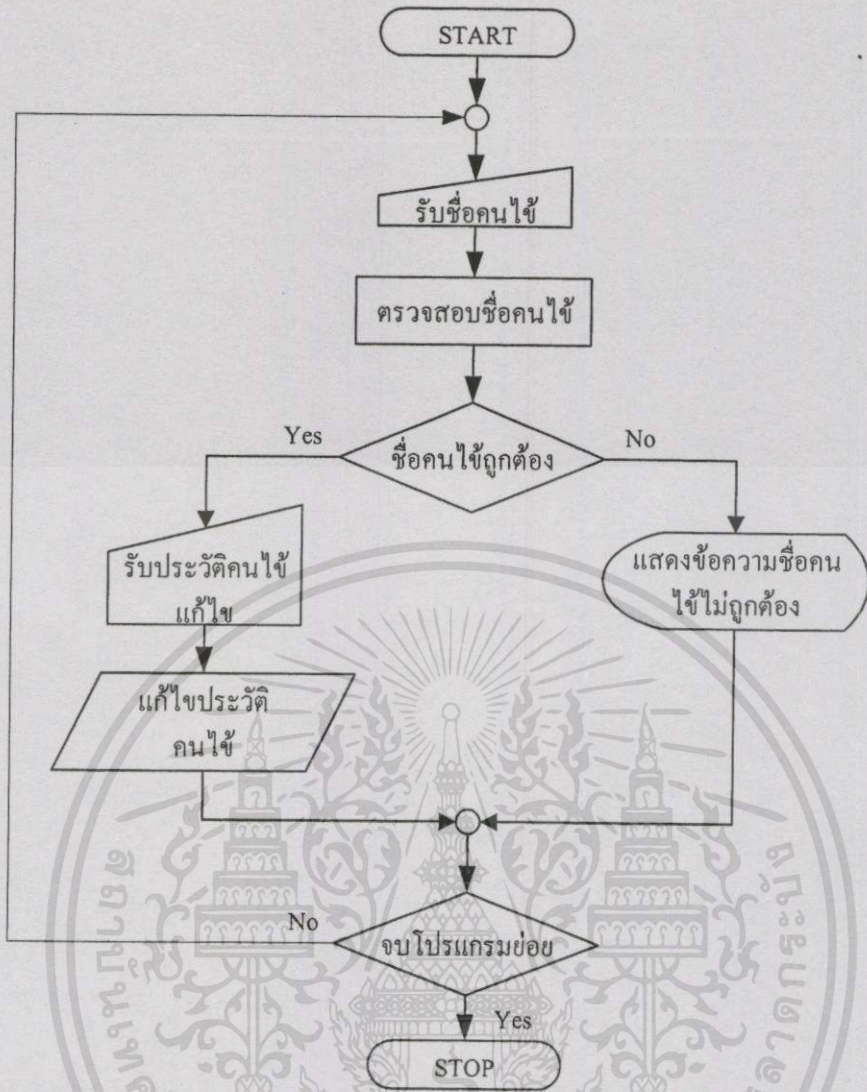 START
รับชื่อคนไข้
ตรวจสอบชื่อคนไข้
Yes
ชื่อคนไข้ถูกต้อง
No
รับประวัติคนไข้
แก้ไข
แสดงข้อความชื่อคน
ไข้ไม่ถูกต้อง
แก้ไขประวัติ
คนไข้
No
จบโปรแกรมย่อย
Yes
STOP